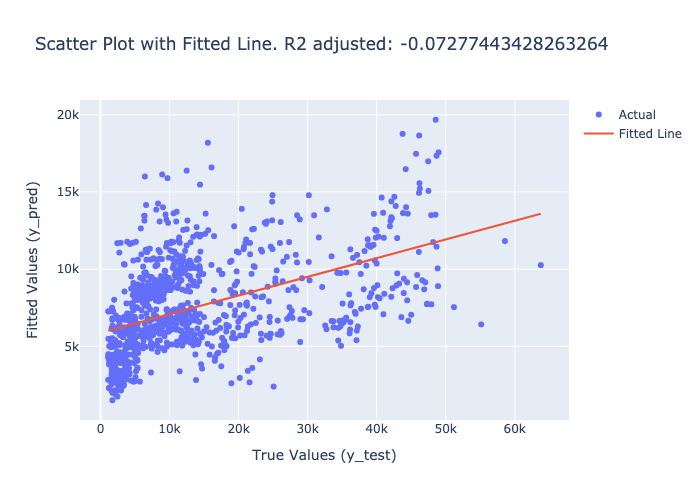 Scatter Plot with Fitted Line. R2 adjusted: -0.07277443428263264
20k
15k
10k
5k
0
10k
20k
30k
40k
50k
60k
Fitted Values (y_pred)
True Values (y_test)
Actual
Fitted Line